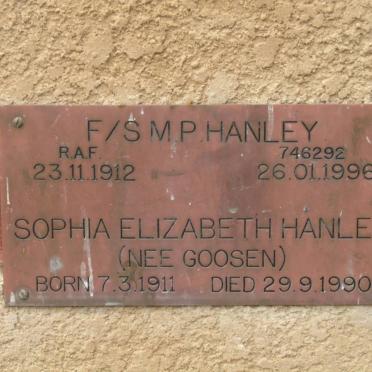 F/S M.P. HANLEY
R.A.F. 746292
23.11.1912 26.01.1996
SOPHIA ELIZABETH HANLE
(NEE GOOSEN)
BORN 7.3.1911 DIED 29.9.1990